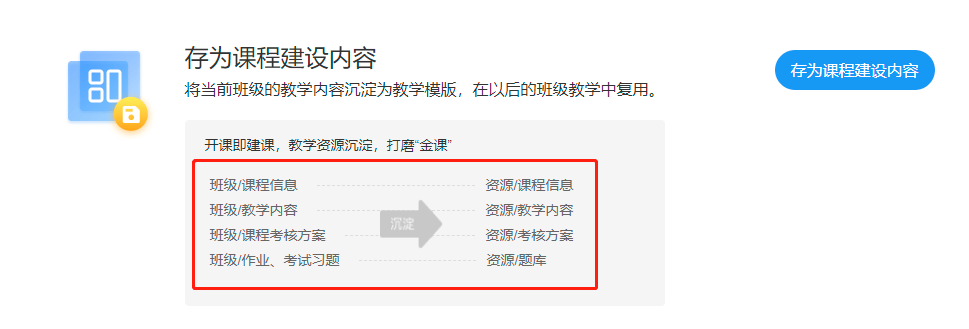 存为课程建设内容
存为课程建设内容
将当前班级的教学内容沉淀为教学模版，在以后的班级教学中复用。
开课即建课，教学资源沉淀，打磨“金课”
班级/课程信息 资源/课程信息
班级/教学内容 资源/教学内容
沉淀
班级/课程考核方案 资源/考核方案
班级/作业、考试习题 资源/题库